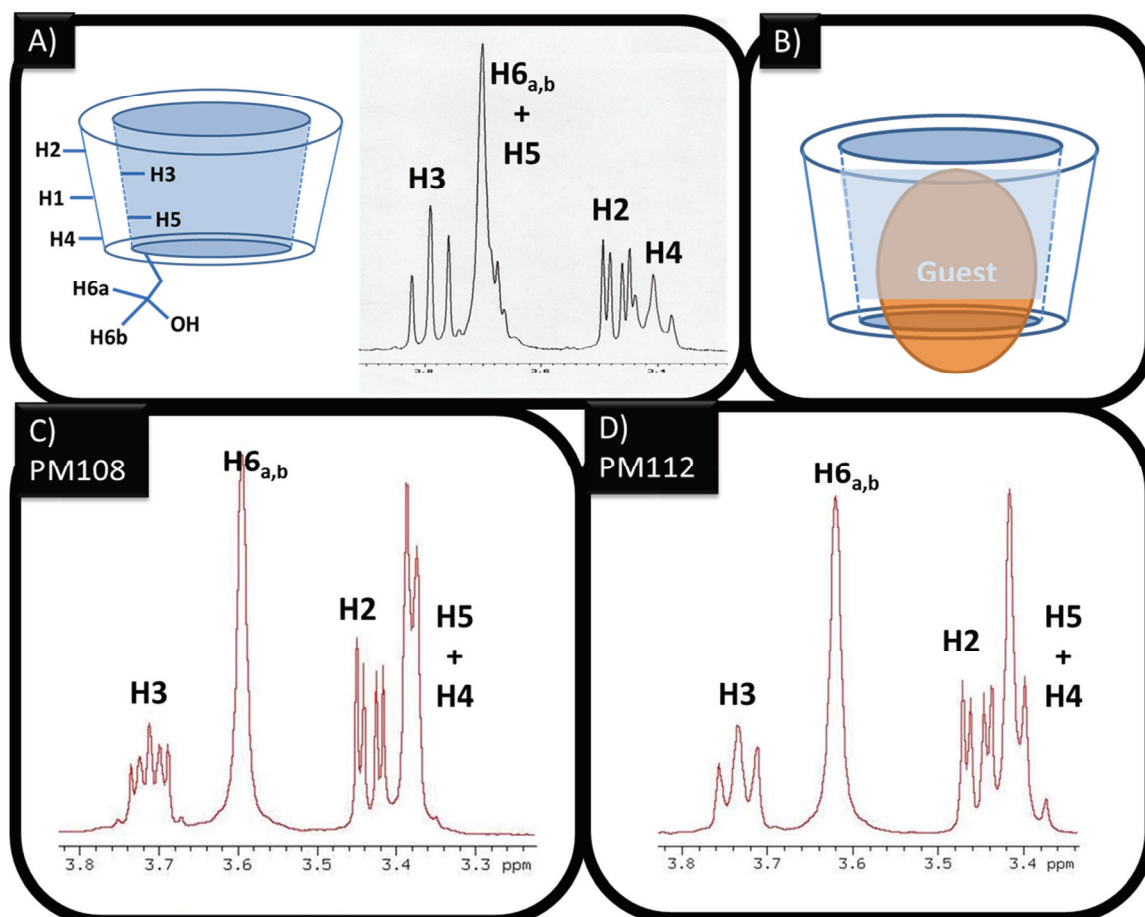 A)
H2
H3
H1
H5
H4
H6a
H6b
OH
H6a,b
+
H5
H3
H2
H4
3.8
3.6
3.4
B)
Guest
C)
PM108
H6a,b
H3
H2
H5
+
H4
3.8 3.7 3.6 3.5 3.4 3.3 ppm
D)
PM112
H6a,b
H3
H2
H5
+
H4
3.8 3.7 3.6 3.5 3.4 ppm